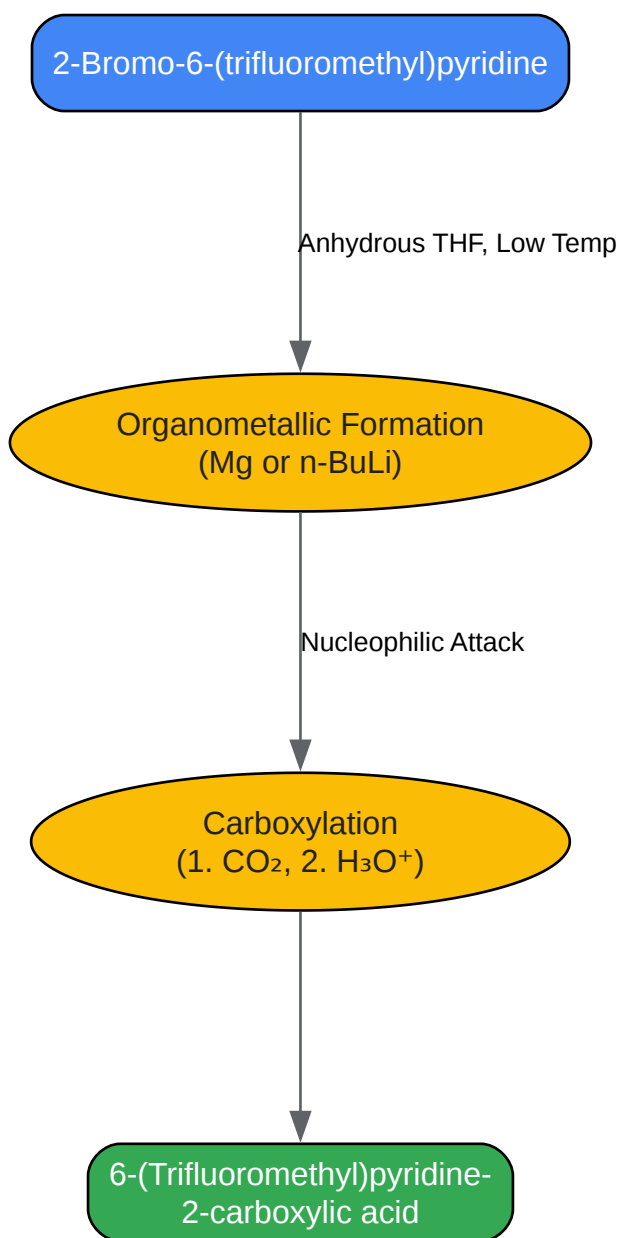 2-Bromo-6-(trifluoromethyl)pyridine
Anhydrous THF, Low Temp
Organometallic Formation
(Mg or n-BuLi)
Nucleophilic Attack
Carboxylation
(1. CO₂, 2. H₃O⁺)
6-(Trifluoromethyl)pyridine-
2-carboxylic acid